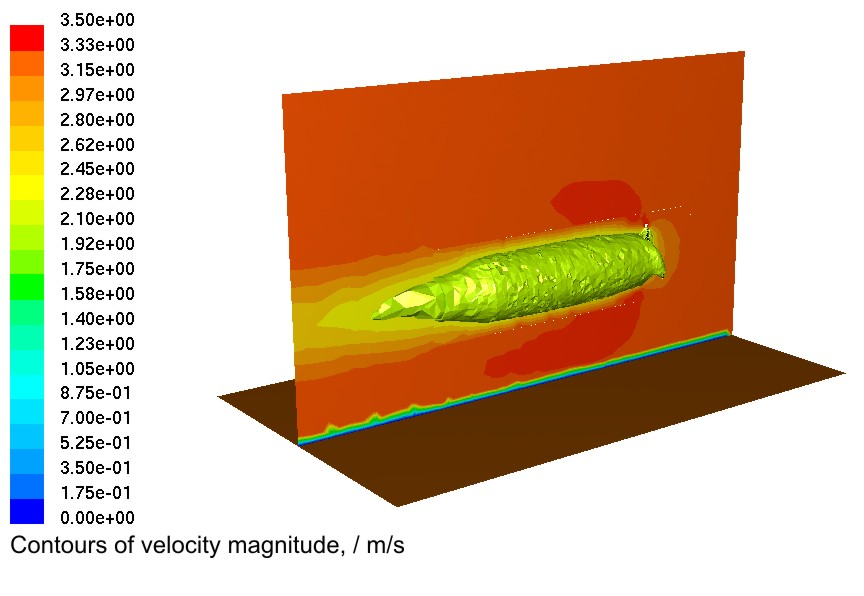 3.50e+00
3.33e+00
3.15e+00
2.97e+00
2.80e+00
2.62e+00
2.45e+00
2.28e+00
2.10e+00
1.92e+00
1.75e+00
1.58e+00
1.40e+00
1.23e+00
1.05e+00
8.75e-01
7.00e-01
5.25e-01
3.50e-01
1.75e-01
0.00e+00
Contours of velocity magnitude, / m/s